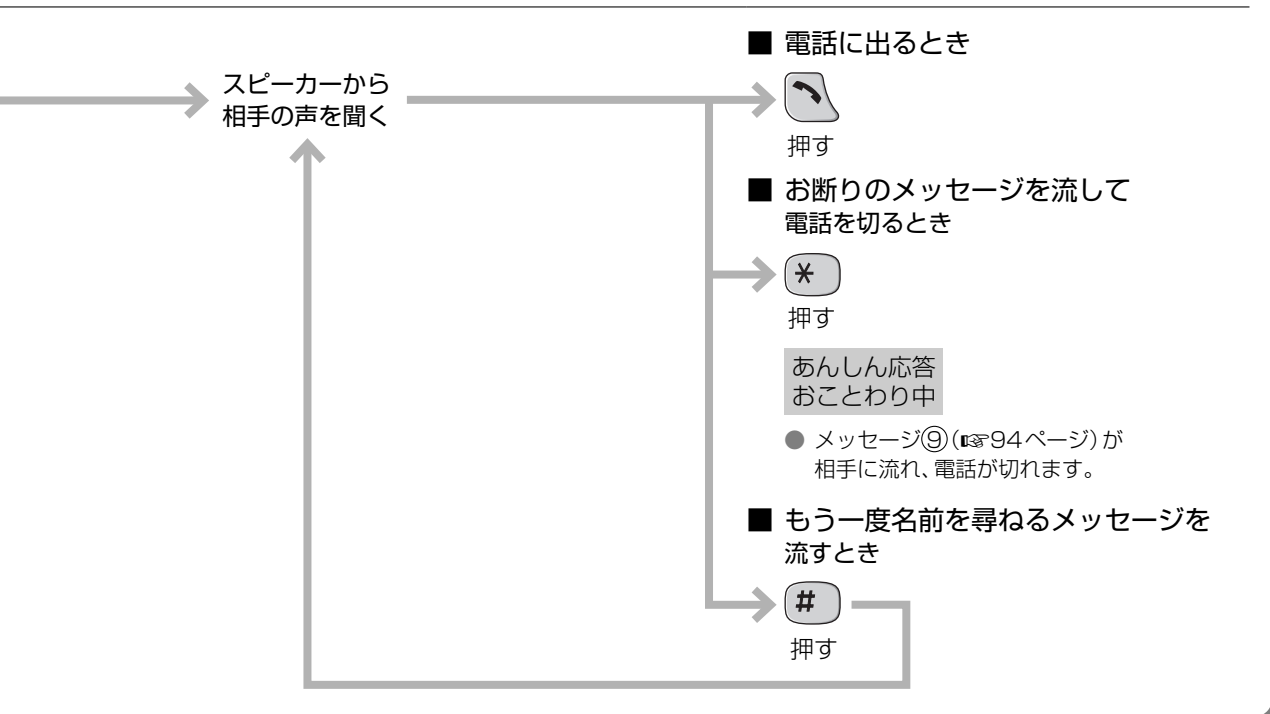 スピーカーから
相手の声を聞く
■ 電話に出るとき
押す
■ お断りのメッセージを流して
電話を切るとき
＊
押す
あんしん応答
おことわり中
● メッセージ⑨(☞94ページ)が
相手に流れ、電話が切れます。
■ もう一度名前を尋ねるメッセージを
流すとき
#
押す